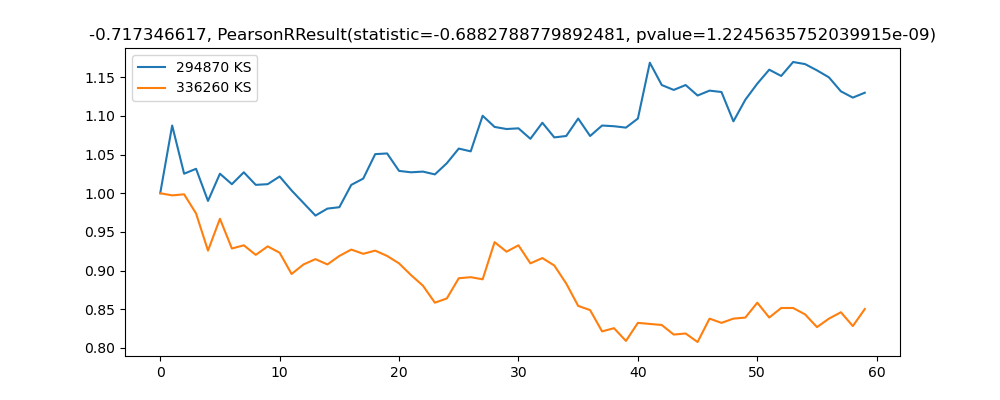 -0.717346617, PearsonRResult(statistic=-0.6882788779892481, pvalue=1.2245635752039915e-09)
294870 KS
336260 KS
1.15
1.10
1.05
1.00
0.95
0.90
0.85
0.80
0 10 20 30 40 50 60